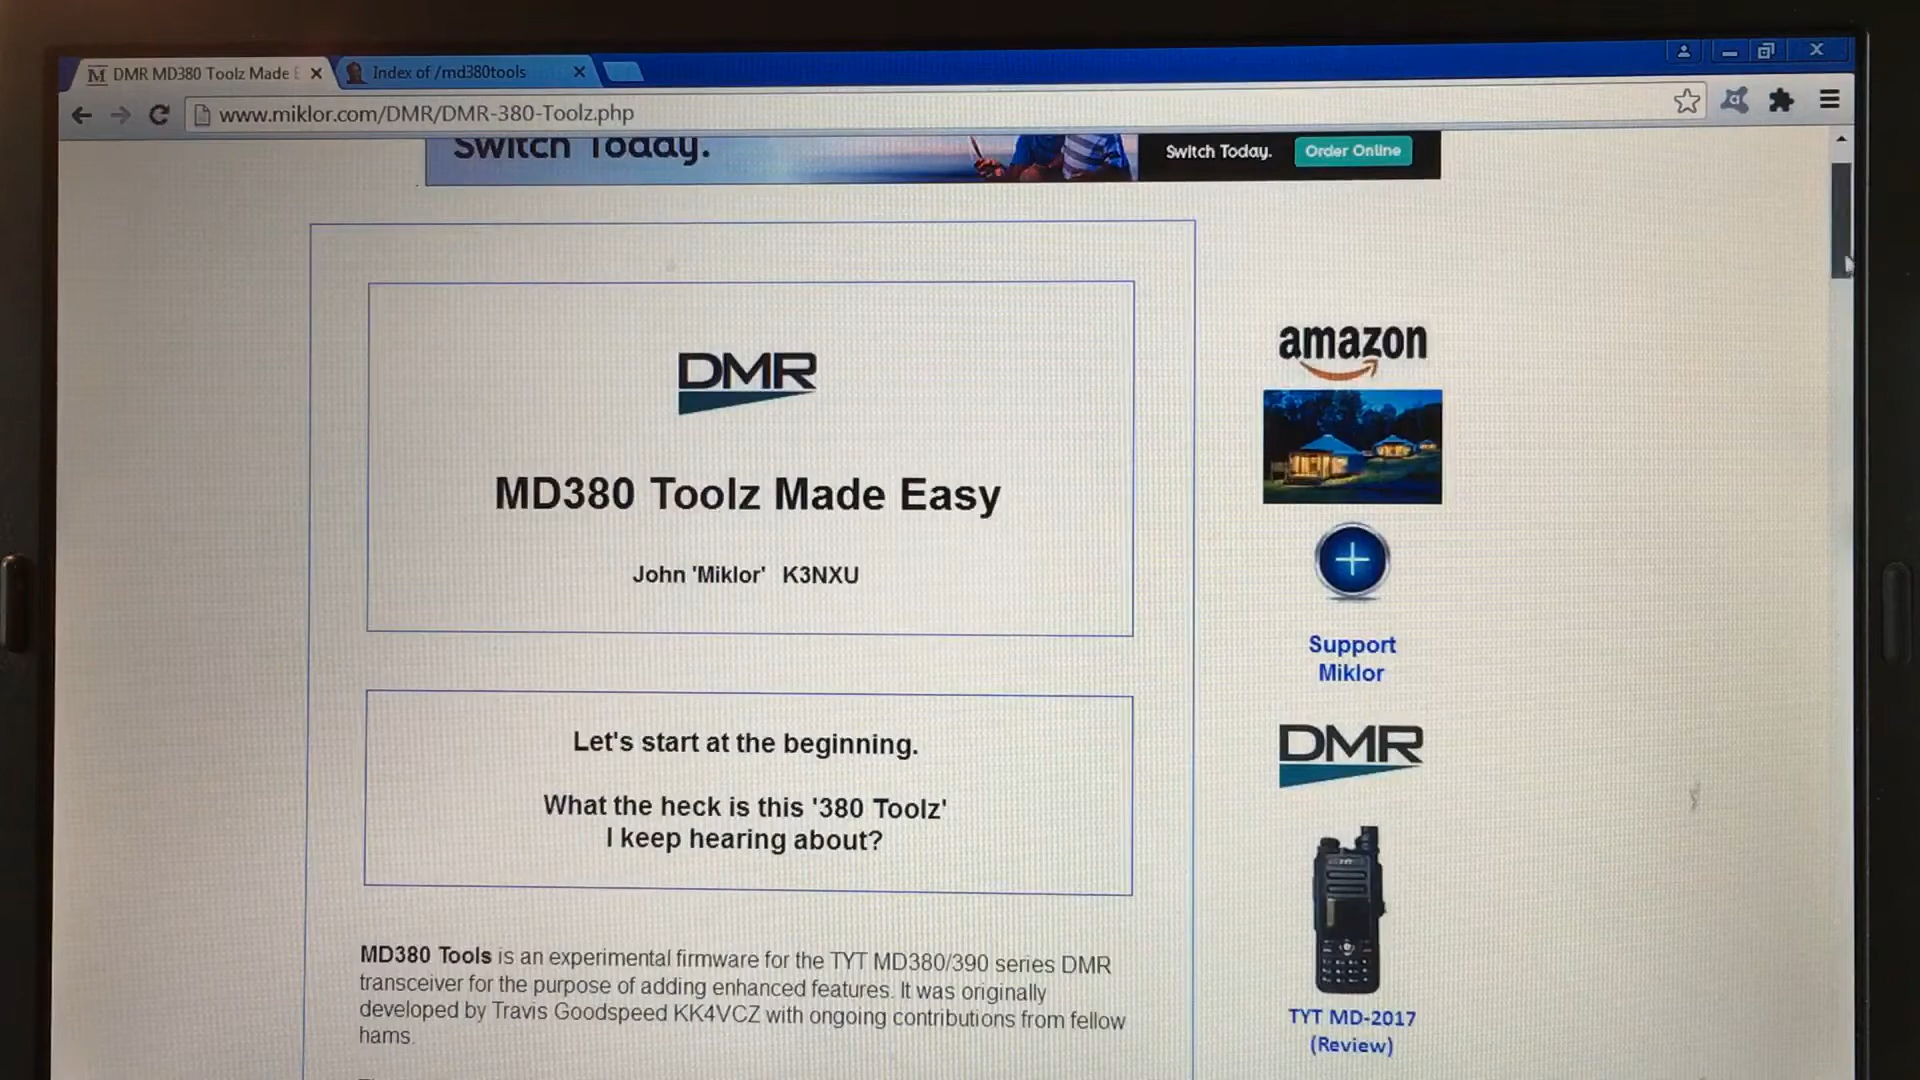 DMR MD380 Toolz Made E
Index of /md380tools
www.miklor.com/DMR/DMR-380-Toolz.php
Switch Today.
Switch Today.
Order Online
DMR
MD380 Toolz Made Easy
John 'Miklor' K3NXU
Let's start at the beginning.
What the heck is this '380 Toolz'
I keep hearing about?
MD380 Tools is an experimental firmware for the TYT MD380/390 series DMR
transceiver for the purpose of adding enhanced features. It was originally
developed by Travis Goodspeed KK4VCZ with ongoing contributions from fellow
hams.
amazon
Support
Miklor
DMR
TYT MD-2017
(Review)